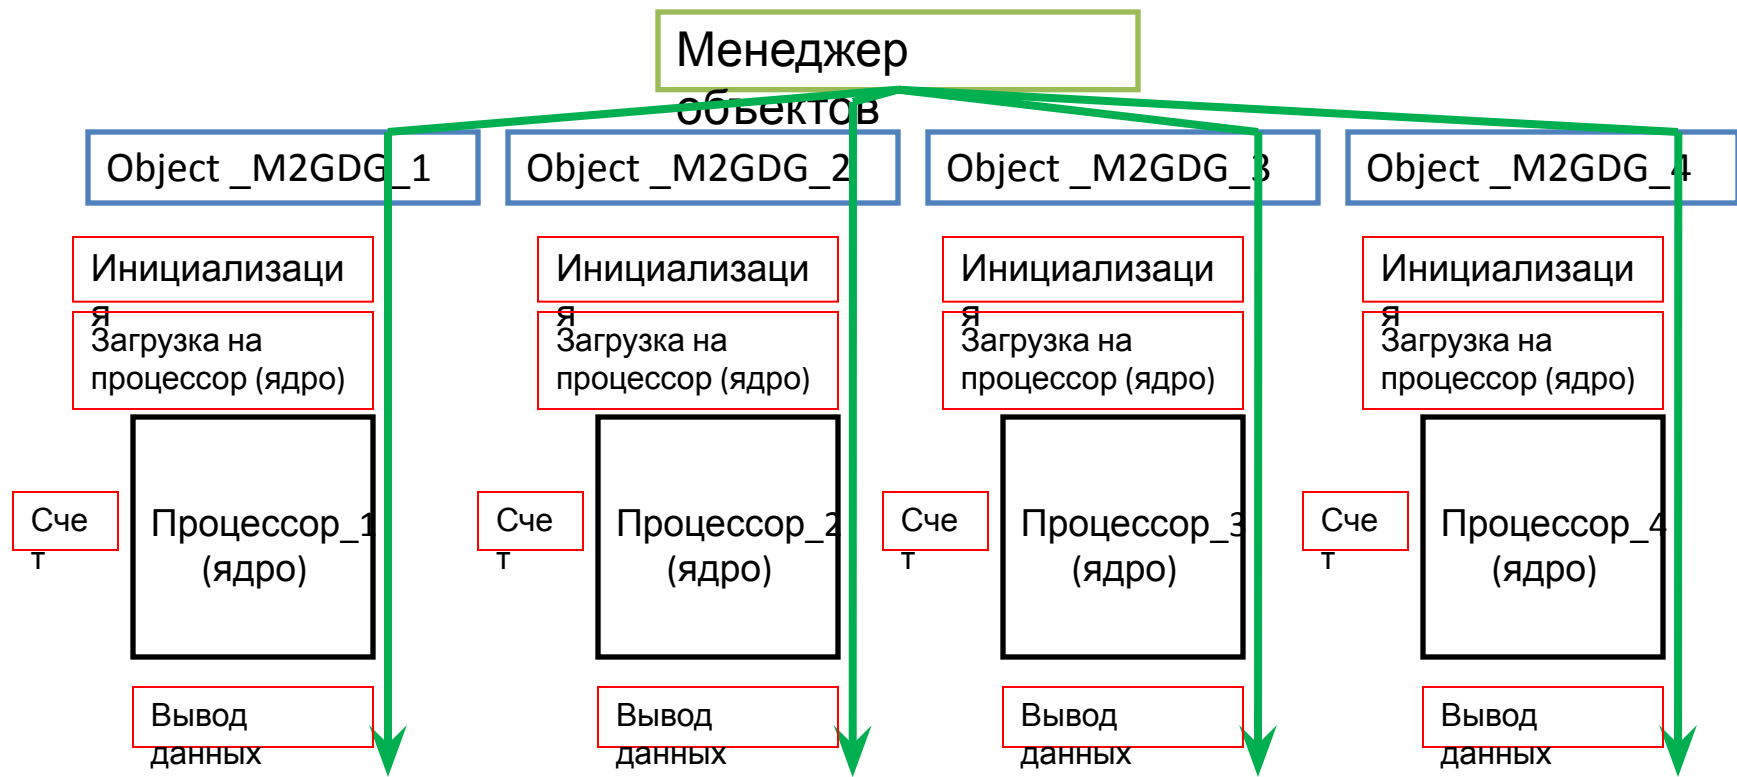 Менеджер
объектов
Object _M2GDG_1
Object _M2GDG_2
Object _M2GDG_3
Object _M2GDG_4
Инициализаци
я
Инициализаци
я
Инициализаци
я
Инициализаци
я
Загрузка на
процессор (ядро)
Загрузка на
процессор (ядро)
Загрузка на
процессор (ядро)
Загрузка на
процессор (ядро)
Сче
т
Процессор_1
(ядро)
Сче
т
Процессор_2
(ядро)
Сче
т
Процессор_3
(ядро)
Сче
т
Процессор_4
(ядро)
Вывод
данных
Вывод
данных
Вывод
данных
Вывод
данных